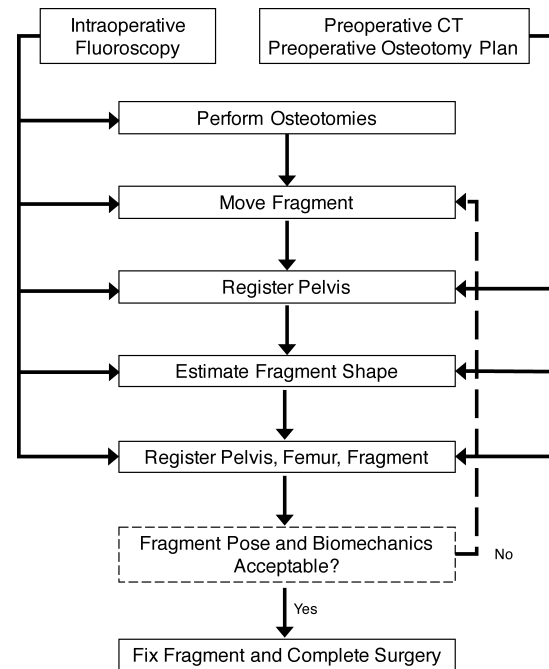 Intraoperative
Fluoroscopy
Preoperative CT
Preoperative Osteotomy Plan
Perform Osteotomies
Move Fragment
Register Pelvis
Estimate Fragment Shape
Register Pelvis, Femur, Fragment
Fragment Pose and Biomechanics
Acceptable?
No
Yes
Fix Fragment and Complete Surgery